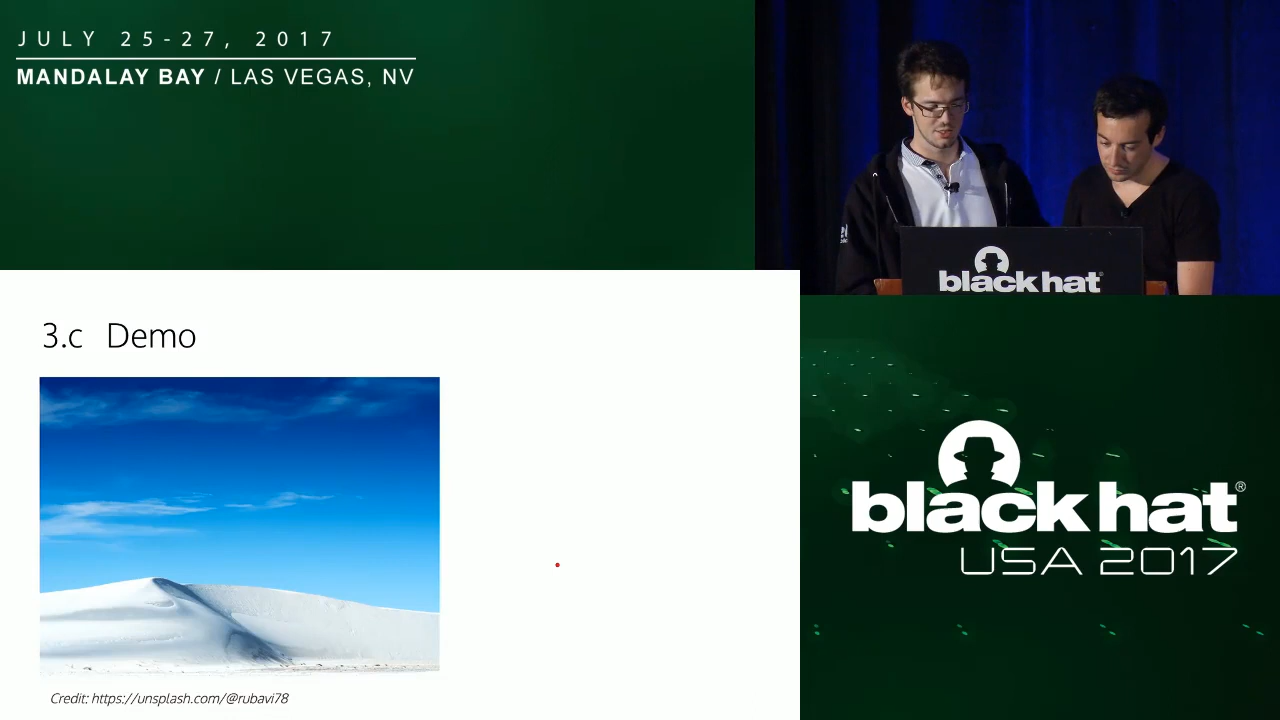 JULY 25-27, 2017
MANDALAY BAY / LAS VEGAS, NV
black hat
3.c Demo
black hat®
USA 2017
Credit: https://unsplash.com/@rubavi78